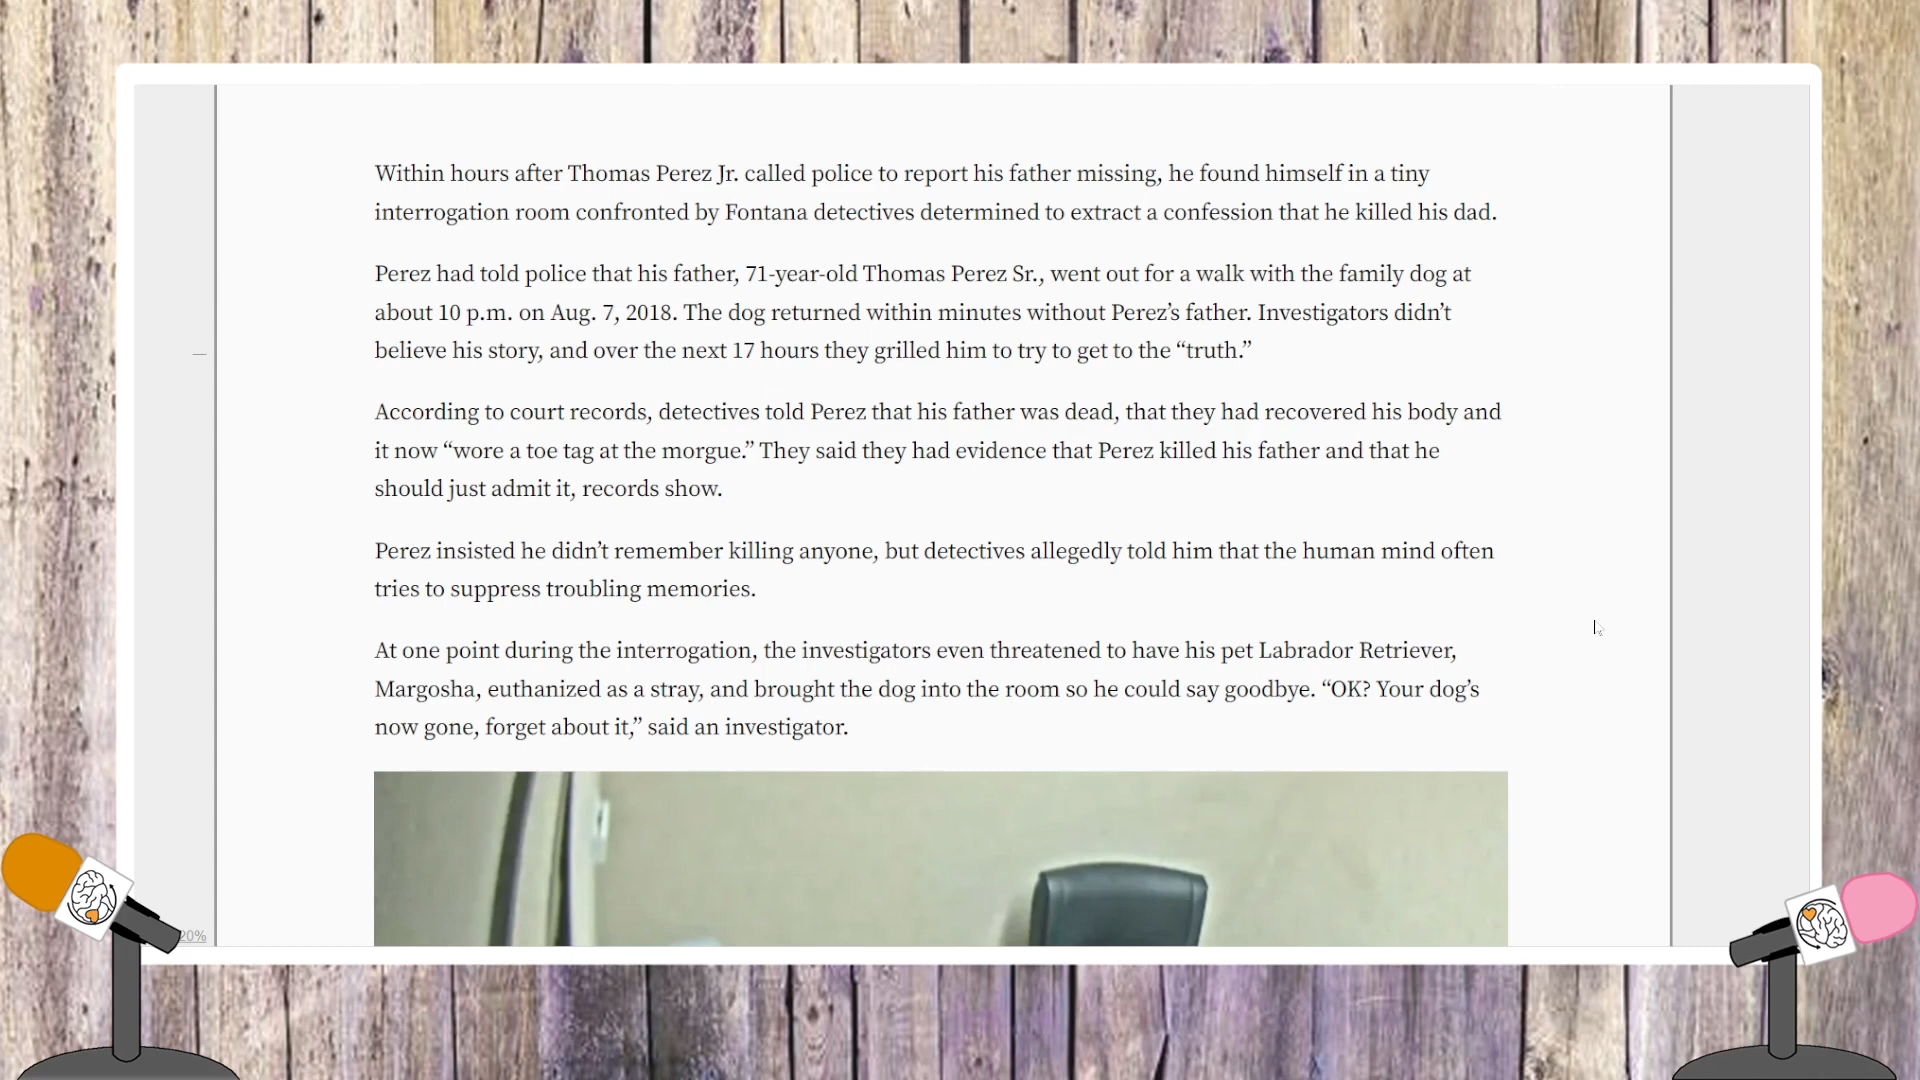 Within hours after Thomas Perez Jr. called police to report his father missing, he found himself in a tiny
interrogation room confronted by Fontana detectives determined to extract a confession that he killed his dad.
Perez had told police that his father, 71-year-old Thomas Perez Sr., went out for a walk with the family dog at
about 10 p.m. on Aug. 7, 2018. The dog returned within minutes without Perez’s father. Investigators didn’t
believe his story, and over the next 17 hours they grilled him to try to get to the “truth.”
According to court records, detectives told Perez that his father was dead, that they had recovered his body and
it now “wore a toe tag at the morgue.” They said they had evidence that Perez killed his father and that he
should just admit it, records show.
Perez insisted he didn’t remember killing anyone, but detectives allegedly told him that the human mind often
tries to suppress troubling memories.
At one point during the interrogation, the investigators even threatened to have his pet Labrador Retriever,
Margosha, euthanized as a stray, and brought the dog into the room so he could say goodbye. “OK? Your dog’s
now gone, forget about it,” said an investigator.
20%